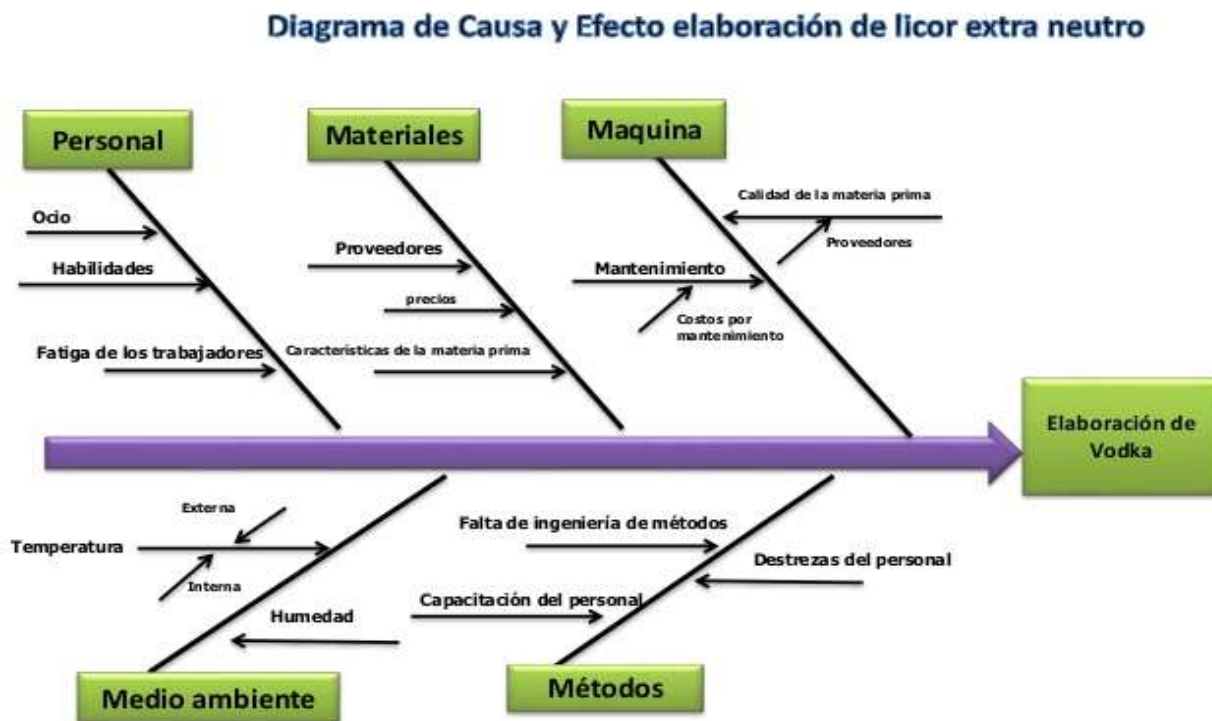 Diagrama de Causa y Efecto elaboración de licor extra neutro
Personal
Materiales
Maquina
Ocio
Habilidades
Fatiga de los trabajadores
Proveedores
precios
Características de la materia prima
Calidad de la materia prima
Proveedores
Mantenimiento
Costos por
mantenimiento
Elaboración de
Vodka
Externa
Temperatura
Interna
Humedad
Falta de ingeniería de métodos
Destrezas del personal
Capacitación del personal
Medio ambiente
Métodos